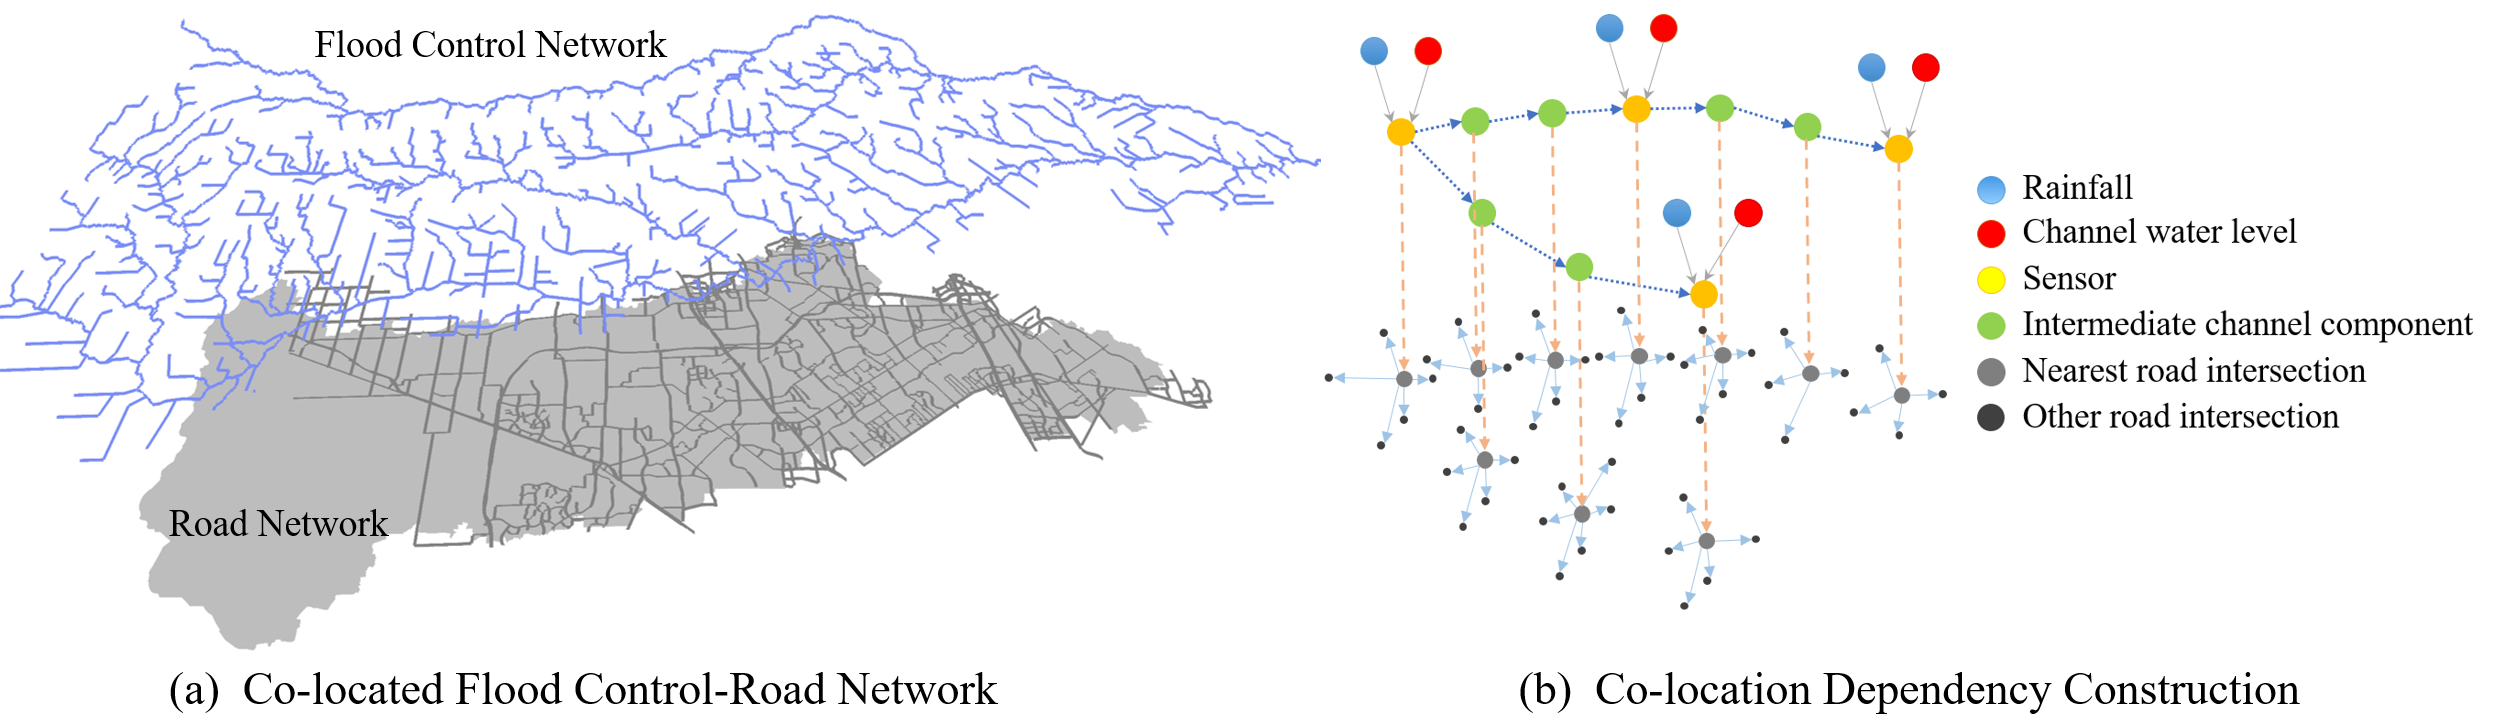 Flood Control Network
Road Network
(a) Co-located Flood Control-Road Network
Rainfall
Channel water level
Sensor
Intermediate channel component
Nearest road intersection
Other road intersection
(b) Co-location Dependency Construction